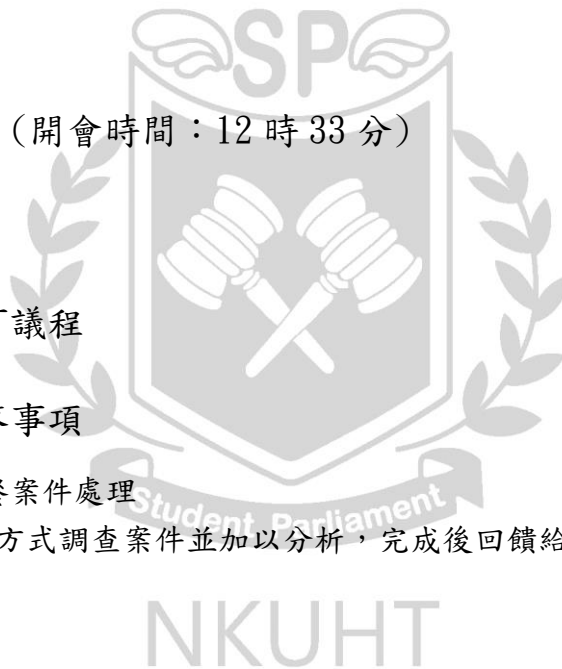 SP
(開會時間:12 時 33 分)
議程
事項
案件處理
Student Parliament
方式調查案件並加以分析,完成後回饋給
NKUHT